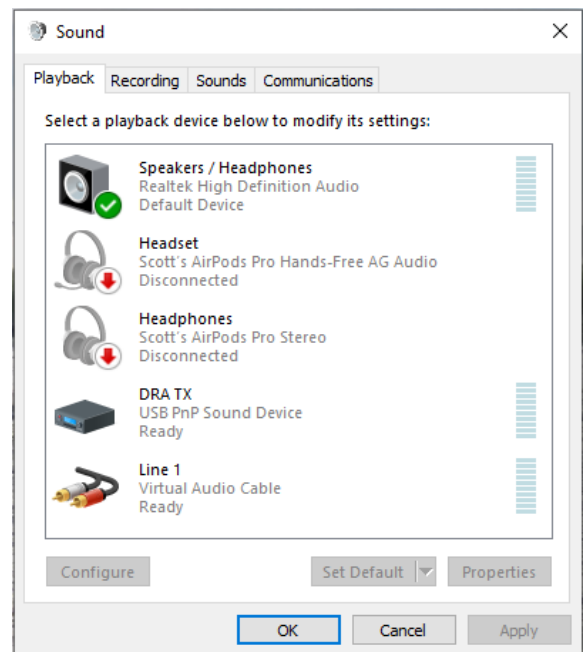 Sound
Playback Recording Sounds Communications
Select a playback device below to modify its settings:
Speakers / Headphones
Realtek High Definition Audio
Default Device
Headset
Scott's AirPods Pro Hands-Free AG Audio
Disconnected
Headphones
Scott's AirPods Pro Stereo
Disconnected
DRA TX
USB PnP Sound Device
Ready
Line 1
Virtual Audio Cable
Ready
Configure Set Default Properties
OK Cancel Apply